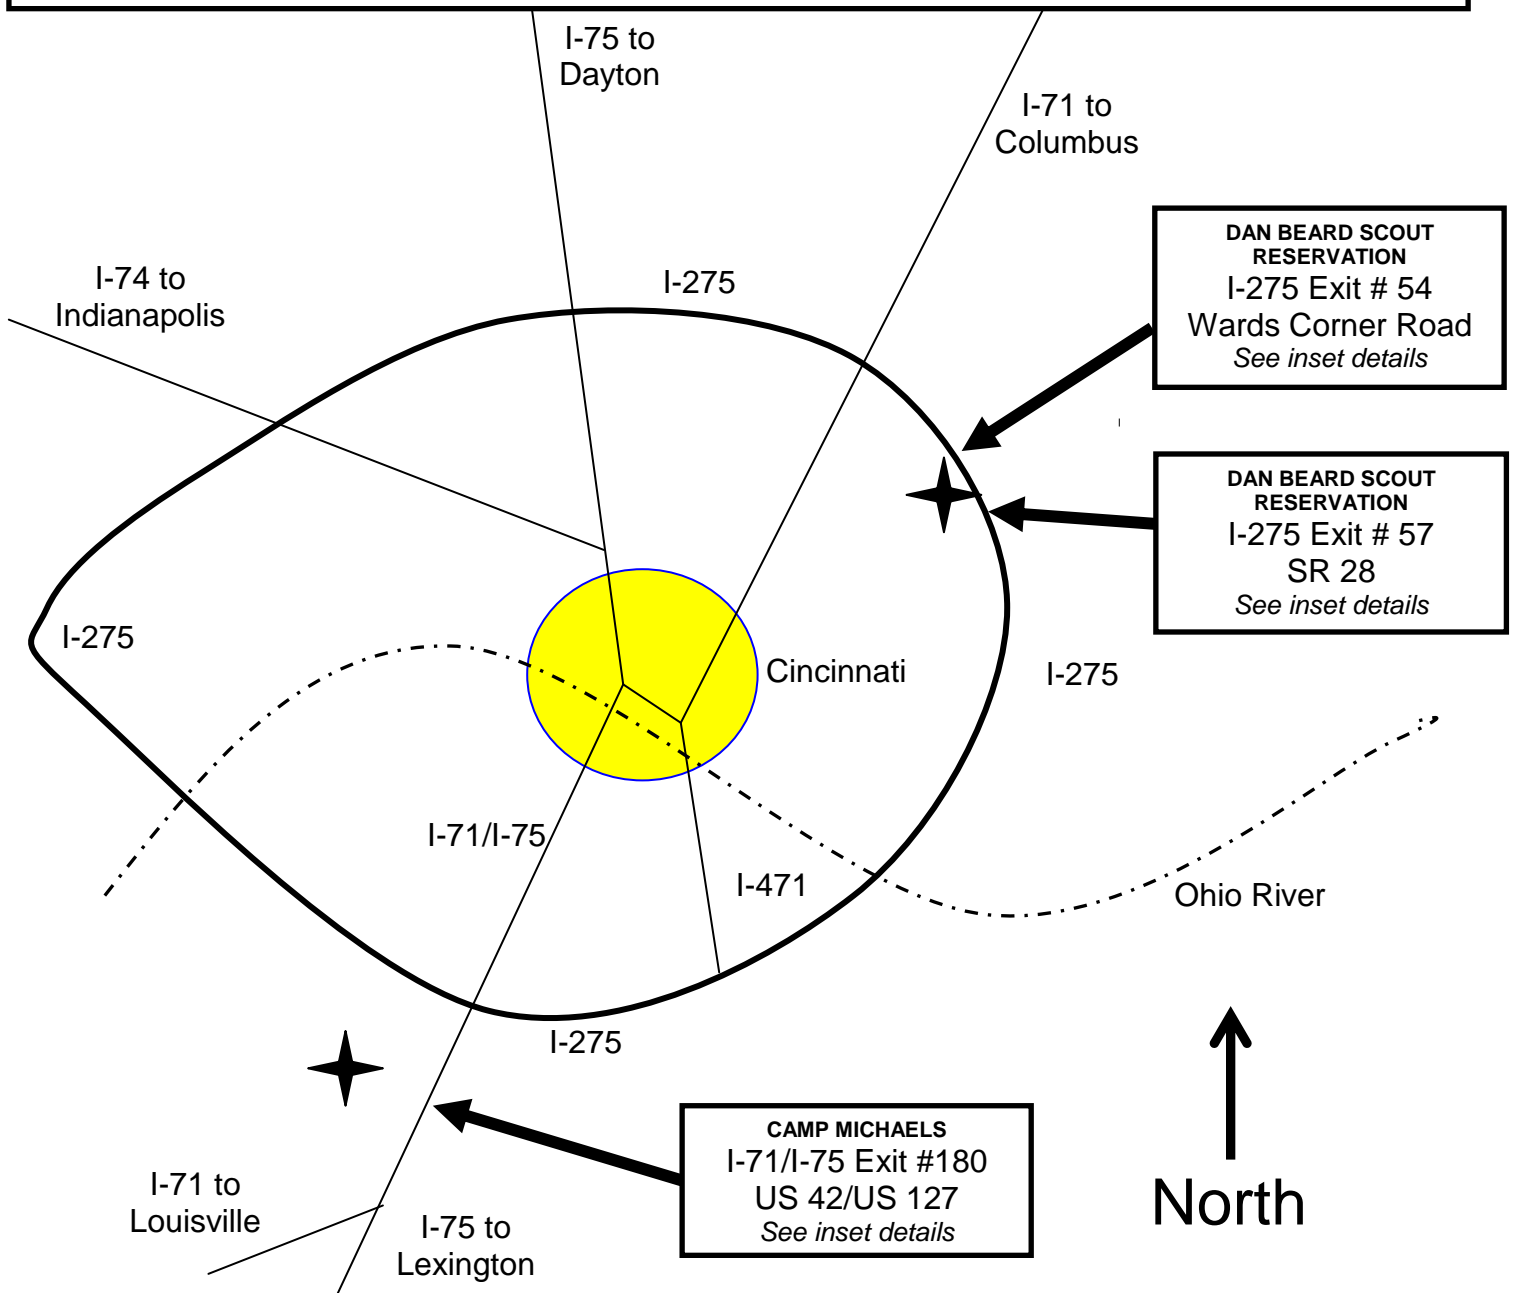 I-75 to
Dayton
I-71 to
Columbus
DAN BEARD SCOUT
RESERVATION
I-275 Exit # 54
Wards Corner Road
See inset details
I-74 to
Indianapolis
I-275
DAN BEARD SCOUT
RESERVATION
I-275 Exit # 57
SR 28
See inset details
I-275
Cincinnati
I-275
I-71/I-75
I-471
Ohio River
I-275
CAMP MICHAELS
I-71/I-75 Exit #180
US 42/US 127
See inset details
I-71 to
Louisville
I-75 to
Lexington
North